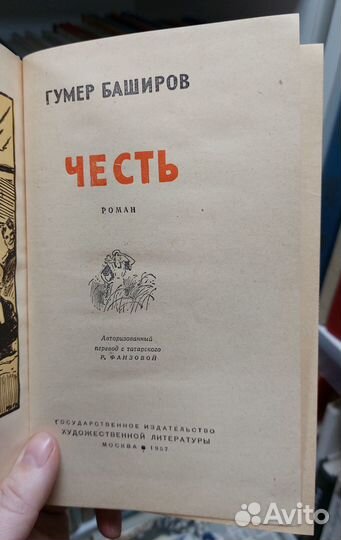 ГУМЕР БАШИРОВ
ЧЕСТЬ
РОМАН
Авторизованный
перевод с татарского
Р. ФАИЗОВОЙ
ГОСУДАРСТВЕННОЕ ИЗДАТЕЛЬСТВО
ХУДОЖЕСТВЕННОЙ ЛИТЕРАТУРЫ
МОСКВА • 1957
Avito